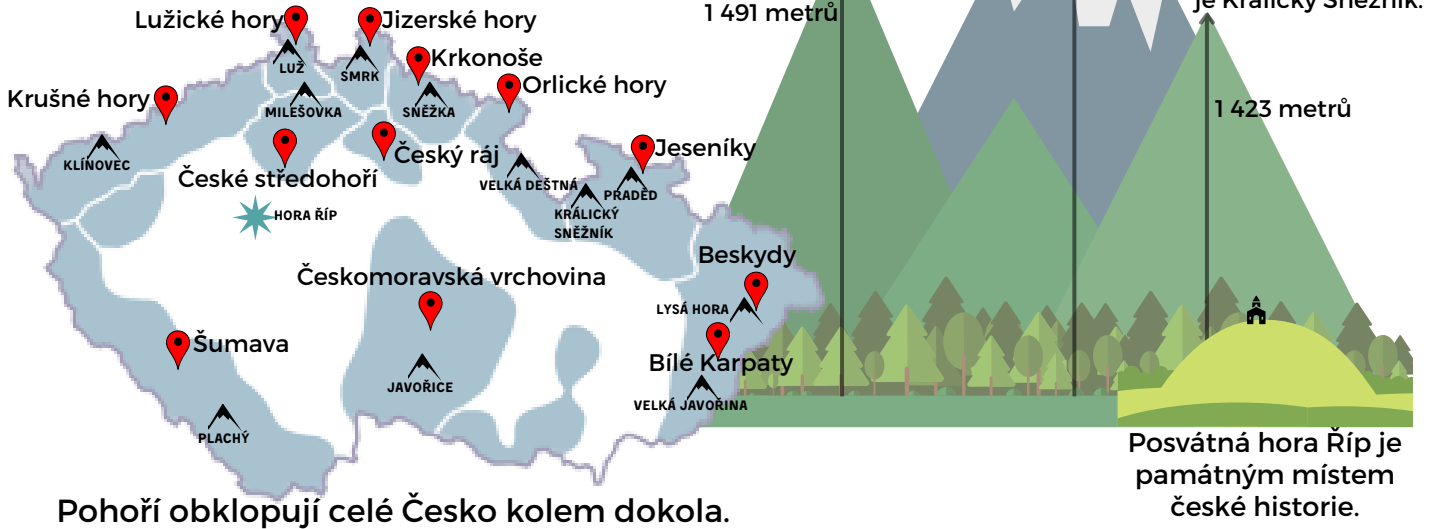 Lužické hory
Jizerské hory
Krkonoše
Orlické hory
Krušné hory
LUŽ
SMRK
MILEŠOVKA
SNĚŽKA
KLÍNOVEC
Český ráj
České středohoří
Jeseníky
VELKÁ DEŠTNÁ
PRADĚD
KRÁLICKÝ
SNĚŽNÍK
HORA ŘÍP
Českomoravská vrchovina
Beskydy
LYSÁ HORA
Šumava
Bílé Karpaty
JAVOŘICE
VELKÁ JAVOŘINA
PLACHÝ
Pohoří obklopují celé Česko kolem dokola.
1 491 metrů
je Králický Sněžník.
1 423 metrů
Posvátná hora Říp je
památným místem
české historie.